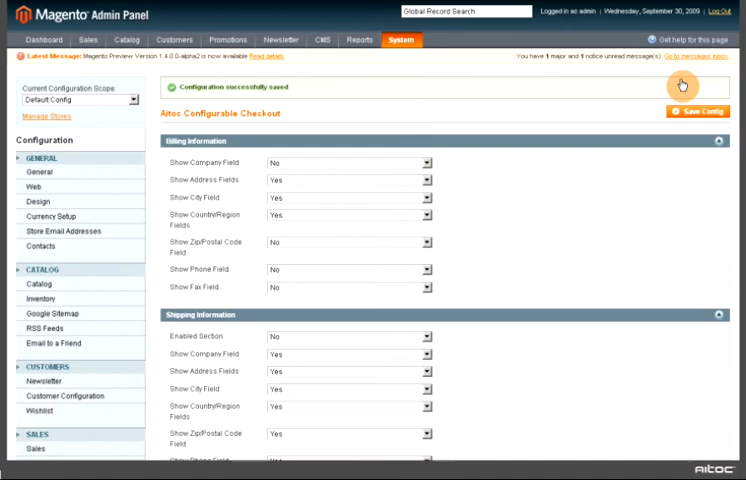 Magento Admin Panel
Global Record Search
Logged in as admin | Wednesday, September 30, 2009 | Log Out
Dashboard Sales Catalog Customers Promotions Newsletter CMS Reports System
Get help for this page
Latest Message: Magento Preview Version 1.4.0.0-alpha2 is now available Read details
You have 1 major and 1 notice unread message(s). Go to messages inbox.
Current Configuration Scope:
Default Config
Manage Stores
Configuration
GENERAL
General
Web
Design
Currency Setup
Store Email Addresses
Contacts
CATALOG
Catalog
Inventory
Google Sitemap
RSS Feeds
Email to a Friend
CUSTOMERS
Newsletter
Customer Configuration
Wishlist
SALES
Sales
Configuration successfully saved
Aitoc Configurable Checkout
Save Config
Billing Information
Show Company Field No
Show Address Fields Yes
Show City Field Yes
Show Country/Region Yes
Fields
Show Zip/Postal Code No
Field
Show Phone Field No
Show Fax Field No
Shipping Information
Enabled Section No
Show Company Field Yes
Show Address Fields Yes
Show City Field Yes
Show Country/Region Yes
Fields
Show Zip/Postal Code Yes
Field
Show Phone Field Yes
AITOC